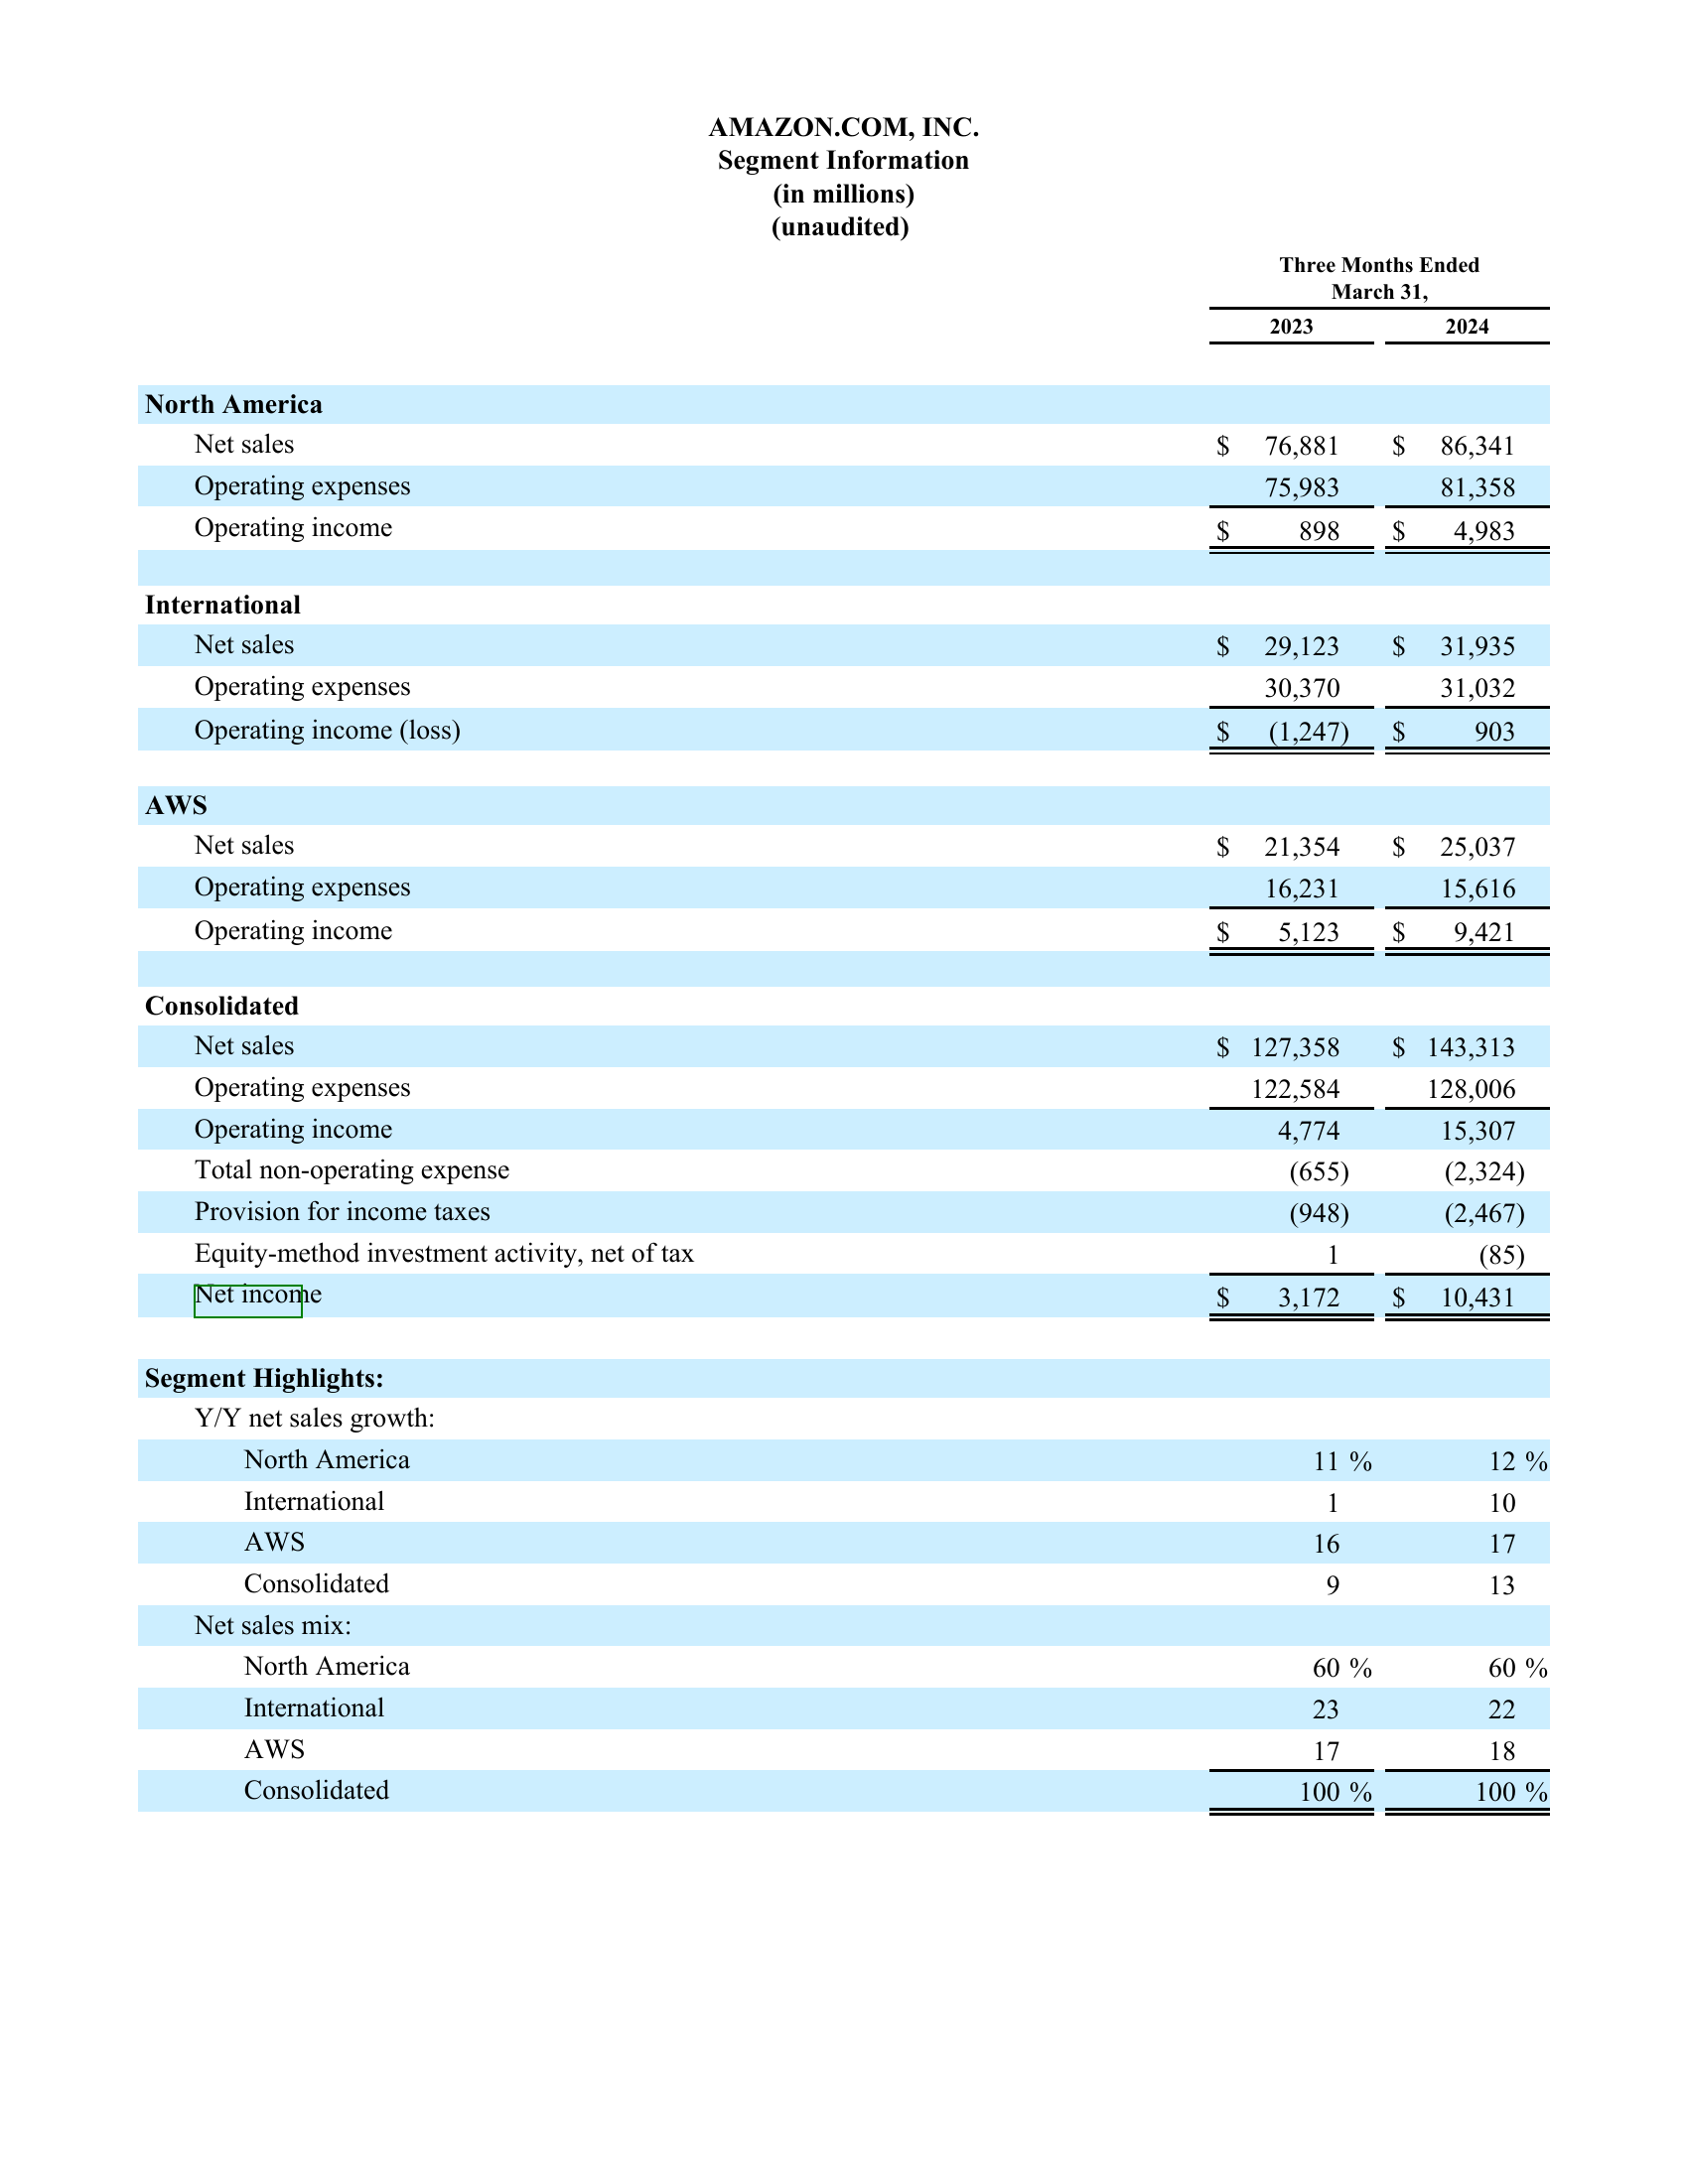 AMAZON.COM, INC.
Segment Information
(in millions)
(unaudited)
Three Months Ended
March 31,
2023 2024
North America
Net sales $ 76,881 $ 86,341
Operating expenses 75,983 81,358
Operating income $ 898 $ 4,983
International
Net sales $ 29,123 $ 31,935
Operating expenses 30,370 31,032
Operating income (loss) $ (1,247) $ 903
AWS
Net sales $ 21,354 $ 25,037
Operating expenses 16,231 15,616
Operating income $ 5,123 $ 9,421
Consolidated
Net sales $ 127,358 $ 143,313
Operating expenses 122,584 128,006
Operating income 4,774 15,307
Total non-operating expense (655) (2,324)
Provision for income taxes (948) (2,467)
Equity-method investment activity, net of tax 1 (85)
Net income $ 3,172 $ 10,431
Segment Highlights:
Y/Y net sales growth:
North America 11 % 12 %
International 1 10
AWS 16 17
Consolidated 9 13
Net sales mix:
North America 60 % 60 %
International 23 22
AWS 17 18
Consolidated 100 % 100 %